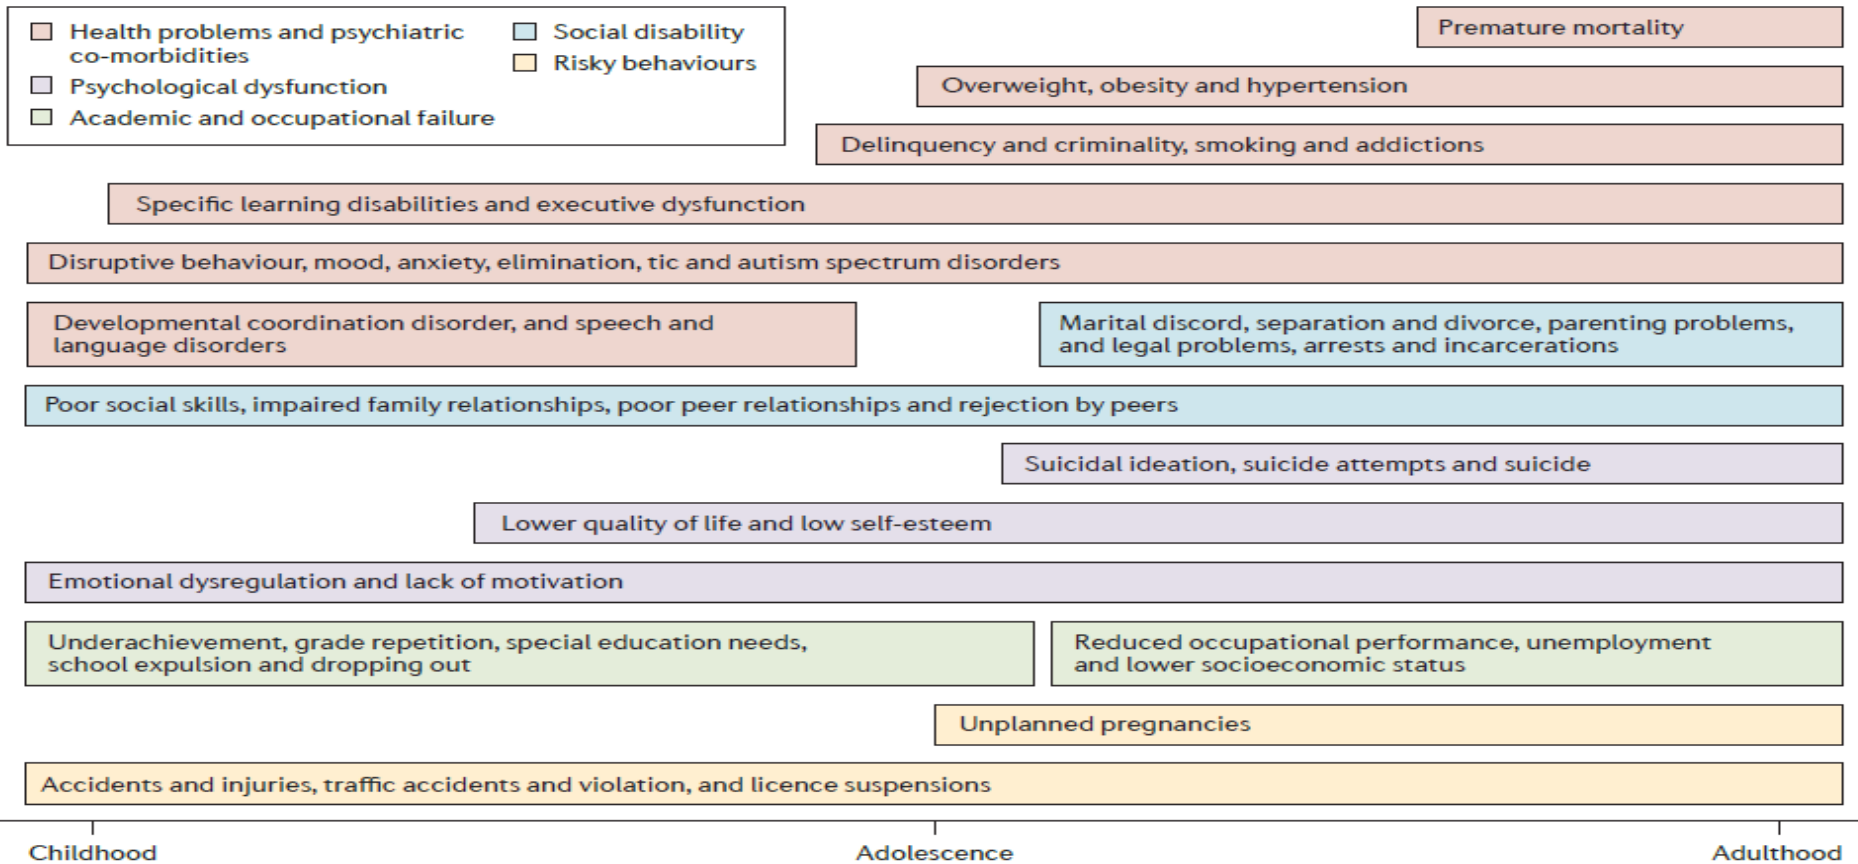 Health problems and psychiatric
co-morbidities
Psychological dysfunction
Academic and occupational failure
Social disability
Risky behaviours
Premature mortality
Overweight, obesity and hypertension
Delinquency and criminality, smoking and addictions
Specific learning disabilities and executive dysfunction
Disruptive behaviour, mood, anxiety, elimination, tic and autism spectrum disorders
Developmental coordination disorder, and speech and
language disorders
Marital discord, separation and divorce, parenting problems,
and legal problems, arrests and incarcerations
Poor social skills, impaired family relationships, poor peer relationships and rejection by peers
Suicidal ideation, suicide attempts and suicide
Lower quality of life and low self-esteem
Emotional dysregulation and lack of motivation
Underachievement, grade repetition, special education needs,
school expulsion and dropping out
Reduced occupational performance, unemployment
and lower socioeconomic status
Unplanned pregnancies
Accidents and injuries, traffic accidents and violation, and licence suspensions
Childhood
Adolescence
Adulthood